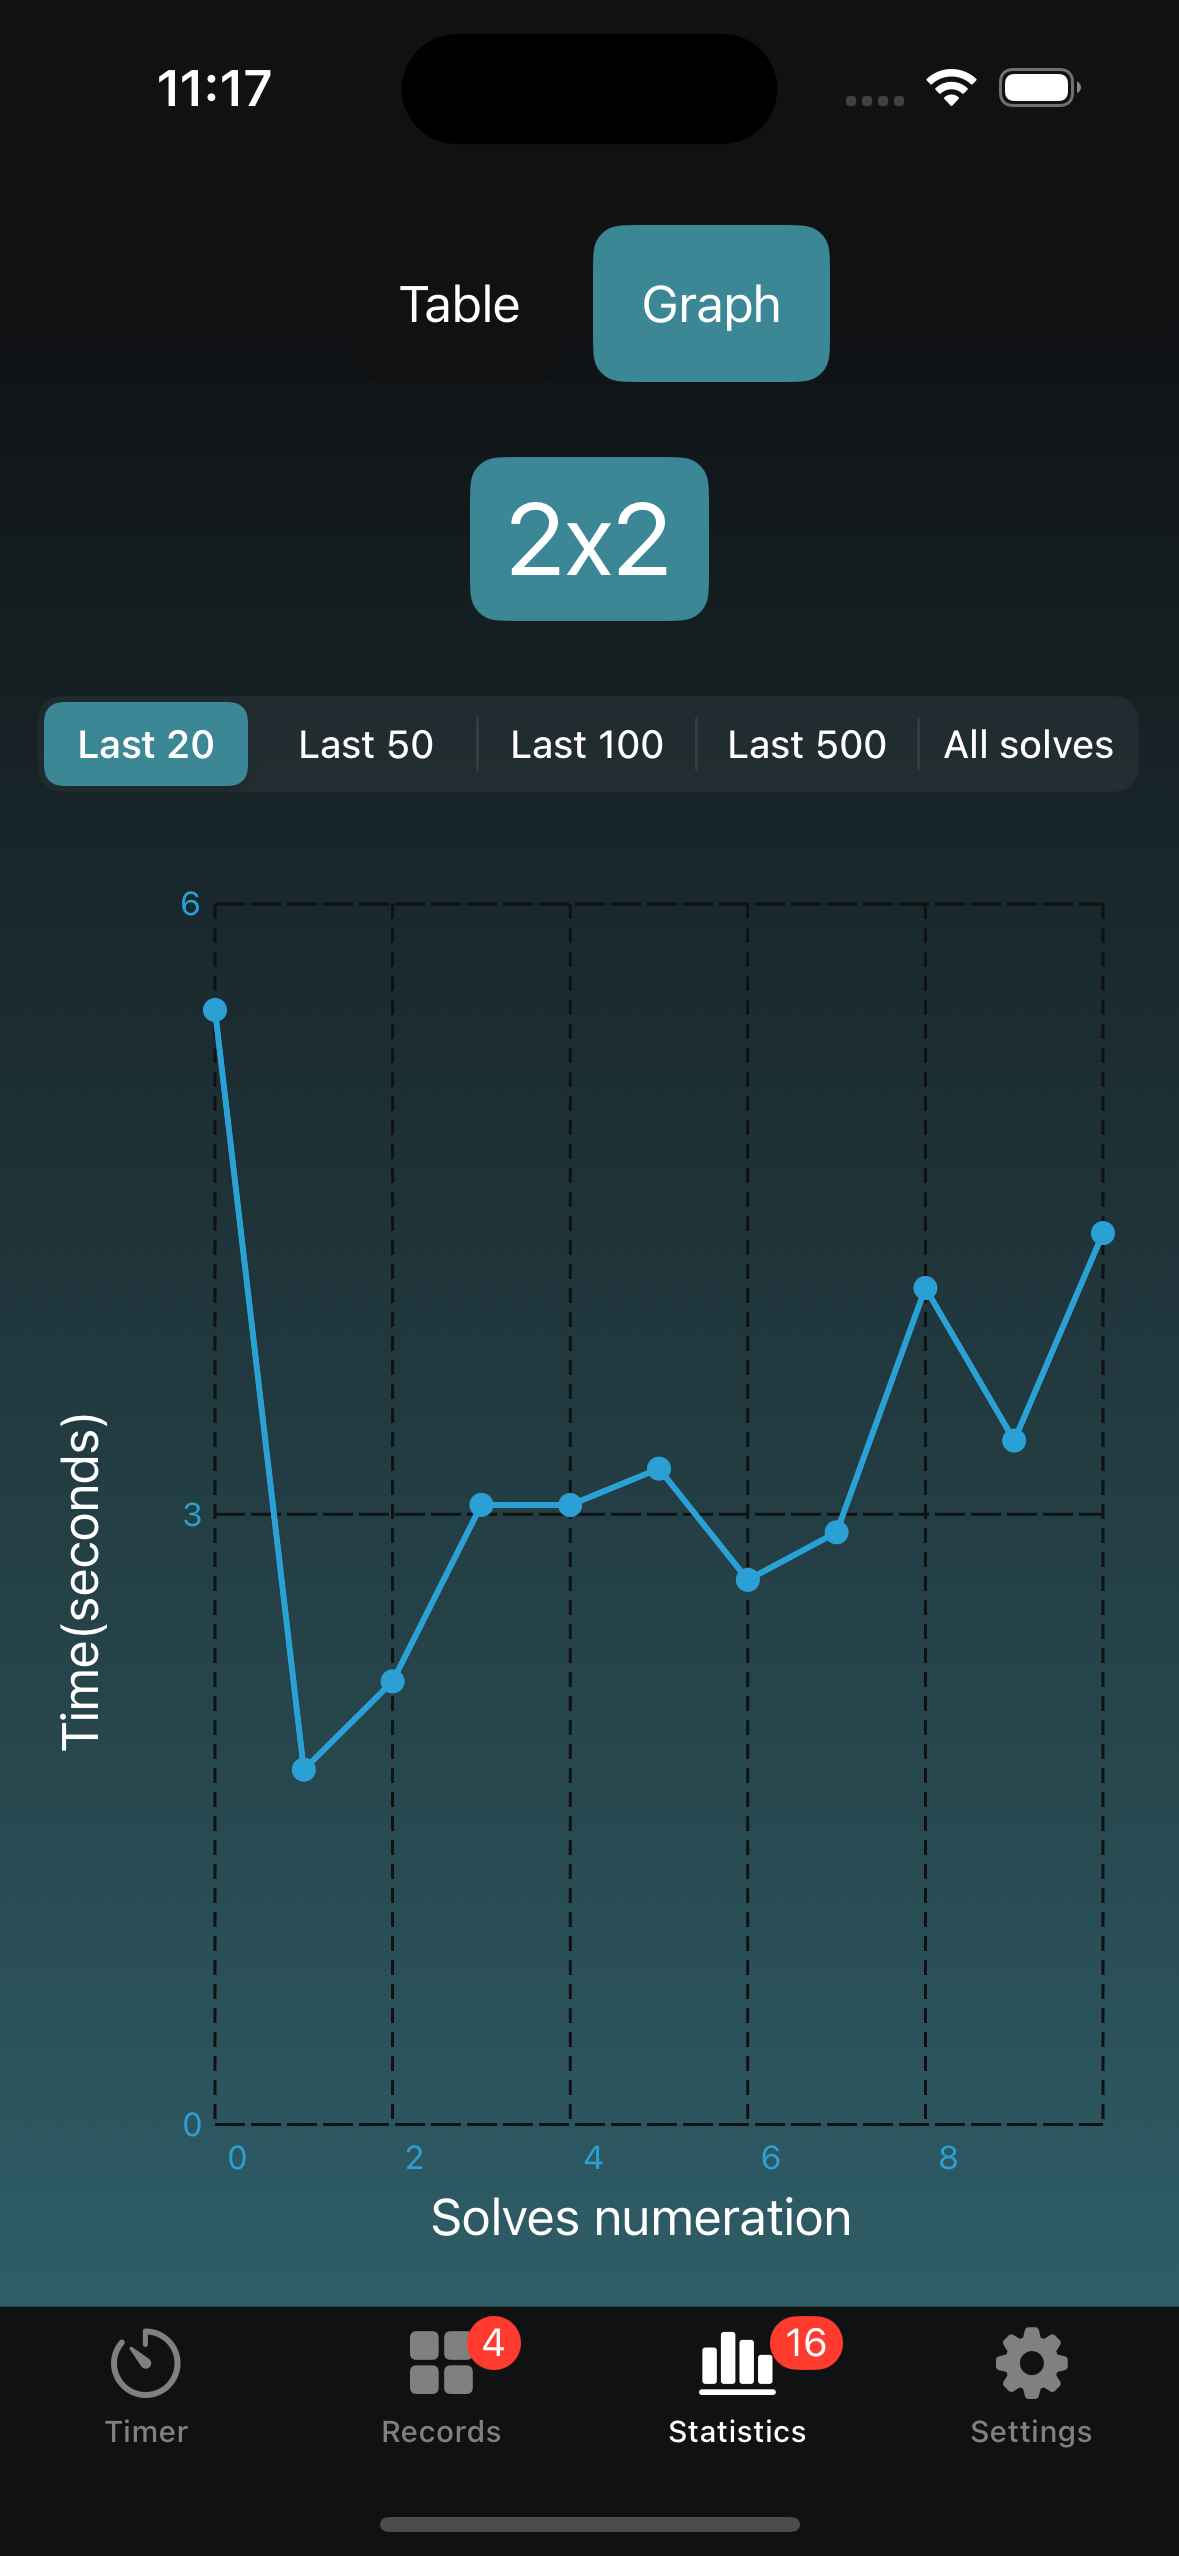 11:17
Table
Graph
2x2
Last 20
Last 50
Last 100
Last 500
All solves
6
3
0
Time(seconds)
0
2
4
6
8
Solves numeration
4
16
Timer
Records
Statistics
Settings